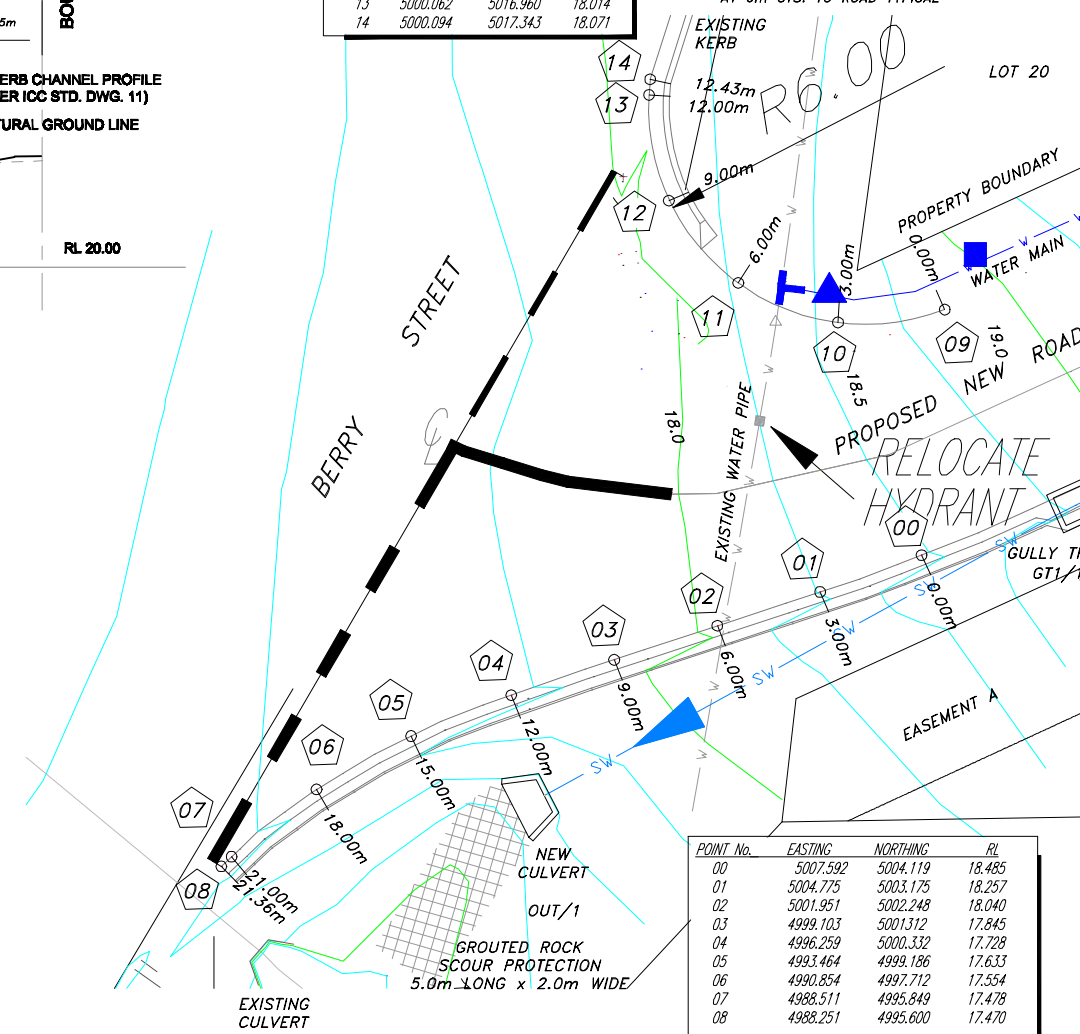 13 5000.062 5016.960 18.014
14 5000.094 5017.343 18.071
5m
ERB CHANNEL PROFILE
ER ICC STD. DWG. 11)
TURAL GROUND LINE
RL 20.00
EXISTING
KERB
LOT 20
R6.00
14
13
12.43m
12.00m
9.00m
12
6.00m
11
3.00m
10
0.00m
09
PROPERTY BOUNDARY
WATER MAIN
W
W
W
19.0
18.5
18.0
PROPOSED NEW ROAD
BERRY STREET
CL
EXISTING WATER PIPE
W
W
W
W
W
W
W
W
RELOCATE
HYDRANT
00
01
02
03
04
05
06
07
08
0.00m
3.00m
6.00m
9.00m
12.00m
15.00m
18.00m
21.00m
21.36m
SW
SW
SW
SW
SW
GULLY
GT1/1
EASEMENT A
NEW
CULVERT
OUT/1
GROUTED ROCK
SCOUR PROTECTION
5.0m LONG x 2.0m WIDE
EXISTING
CULVERT
POINT No. EASTING NORTHING RL
00 5007.592 5004.119 18.485
01 5004.775 5003.175 18.257
02 5001.951 5002.248 18.040
03 4999.103 5001312 17.845
04 4996.259 5000.332 17.728
05 4993.464 4999.186 17.633
06 4990.854 4997.712 17.554
07 4988.511 4995.849 17.478
08 4988.251 4995.600 17.470